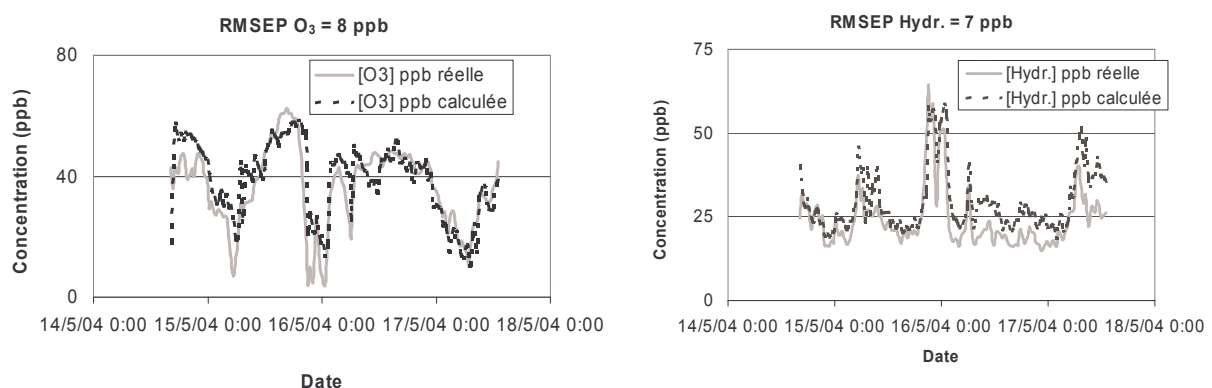 RMSEP O₃ = 8 ppb
80
[O3] ppb réelle
[O3] ppb calculée
Concentration (ppb)
40
0
14/5/04 0:00 15/5/04 0:00 16/5/04 0:00 17/5/04 0:00 18/5/04 0:00
Date
RMSEP Hydr. = 7 ppb
75
[Hydr.] ppb réelle
[Hydr.] ppb calculée
Concentration (ppb)
50
25
0
14/5/04 0:00 15/5/04 0:00 16/5/04 0:00 17/5/04 0:00 18/5/04 0:00
Date